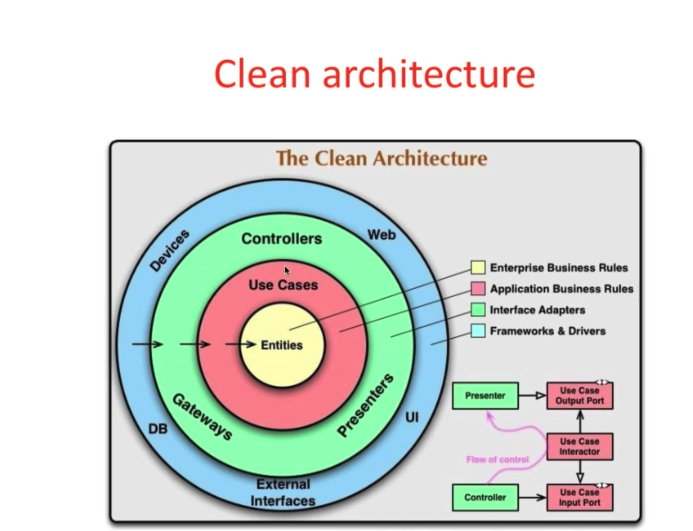 Clean architecture
The Clean Architecture
Devices
Web
Controllers
Use Cases
Entities
Gateways
Presenters
DB
UI
External
Interfaces
Enterprise Business Rules
Application Business Rules
Interface Adapters
Frameworks & Drivers
Presenter
Use Case
Output Port
Use Case
Interactor
Flow of control
Controller
Use Case
Input Port